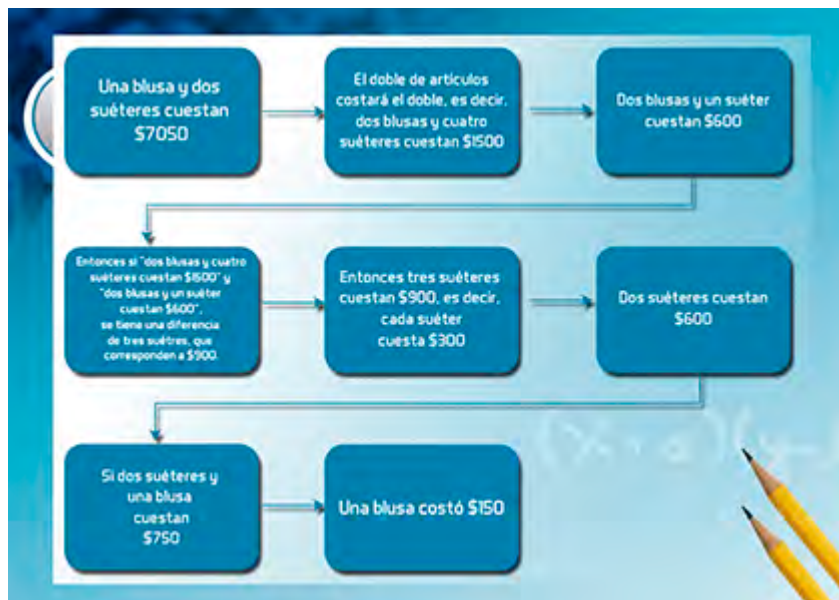 Una blusa y dos
suéteres cuestan
$7050
El doble de artículos
costará el doble, es decir,
dos blusas y cuatro
suéteres cuestan $1500
Dos blusas y un suéter
cuestan $600
Entonces si "dos blusas y cuatro
suéteres cuestan $1500" y
"dos blusas y un suéter
cuestan $600",
se tiene una diferencia
de tres suétres, que
corresponden a $900.
Entonces tres suéteres
cuestan $900, es decir,
cada suéter
cuesta $300
Dos suéteres cuestan
$600
Si dos suéteres y
una blusa
cuestan
$750
Una blusa costó $150